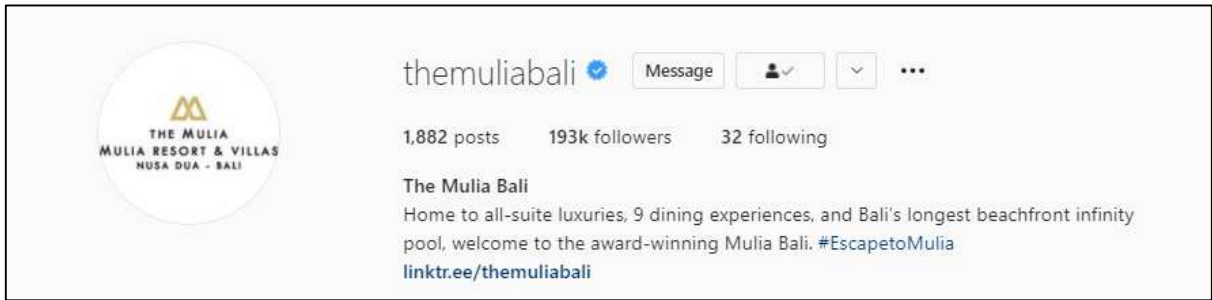 THE MULIA
MULIA RESORT & VILLAS
NUSA DUA - BALI
themuliabali
Message
1,882 posts 193k followers 32 following
The Mulia Bali
Home to all-suite luxuries, 9 dining experiences, and Bali's longest beachfront infinity
pool, welcome to the award-winning Mulia Bali. #EscapetoMulia
linktr.ee/themuliabali